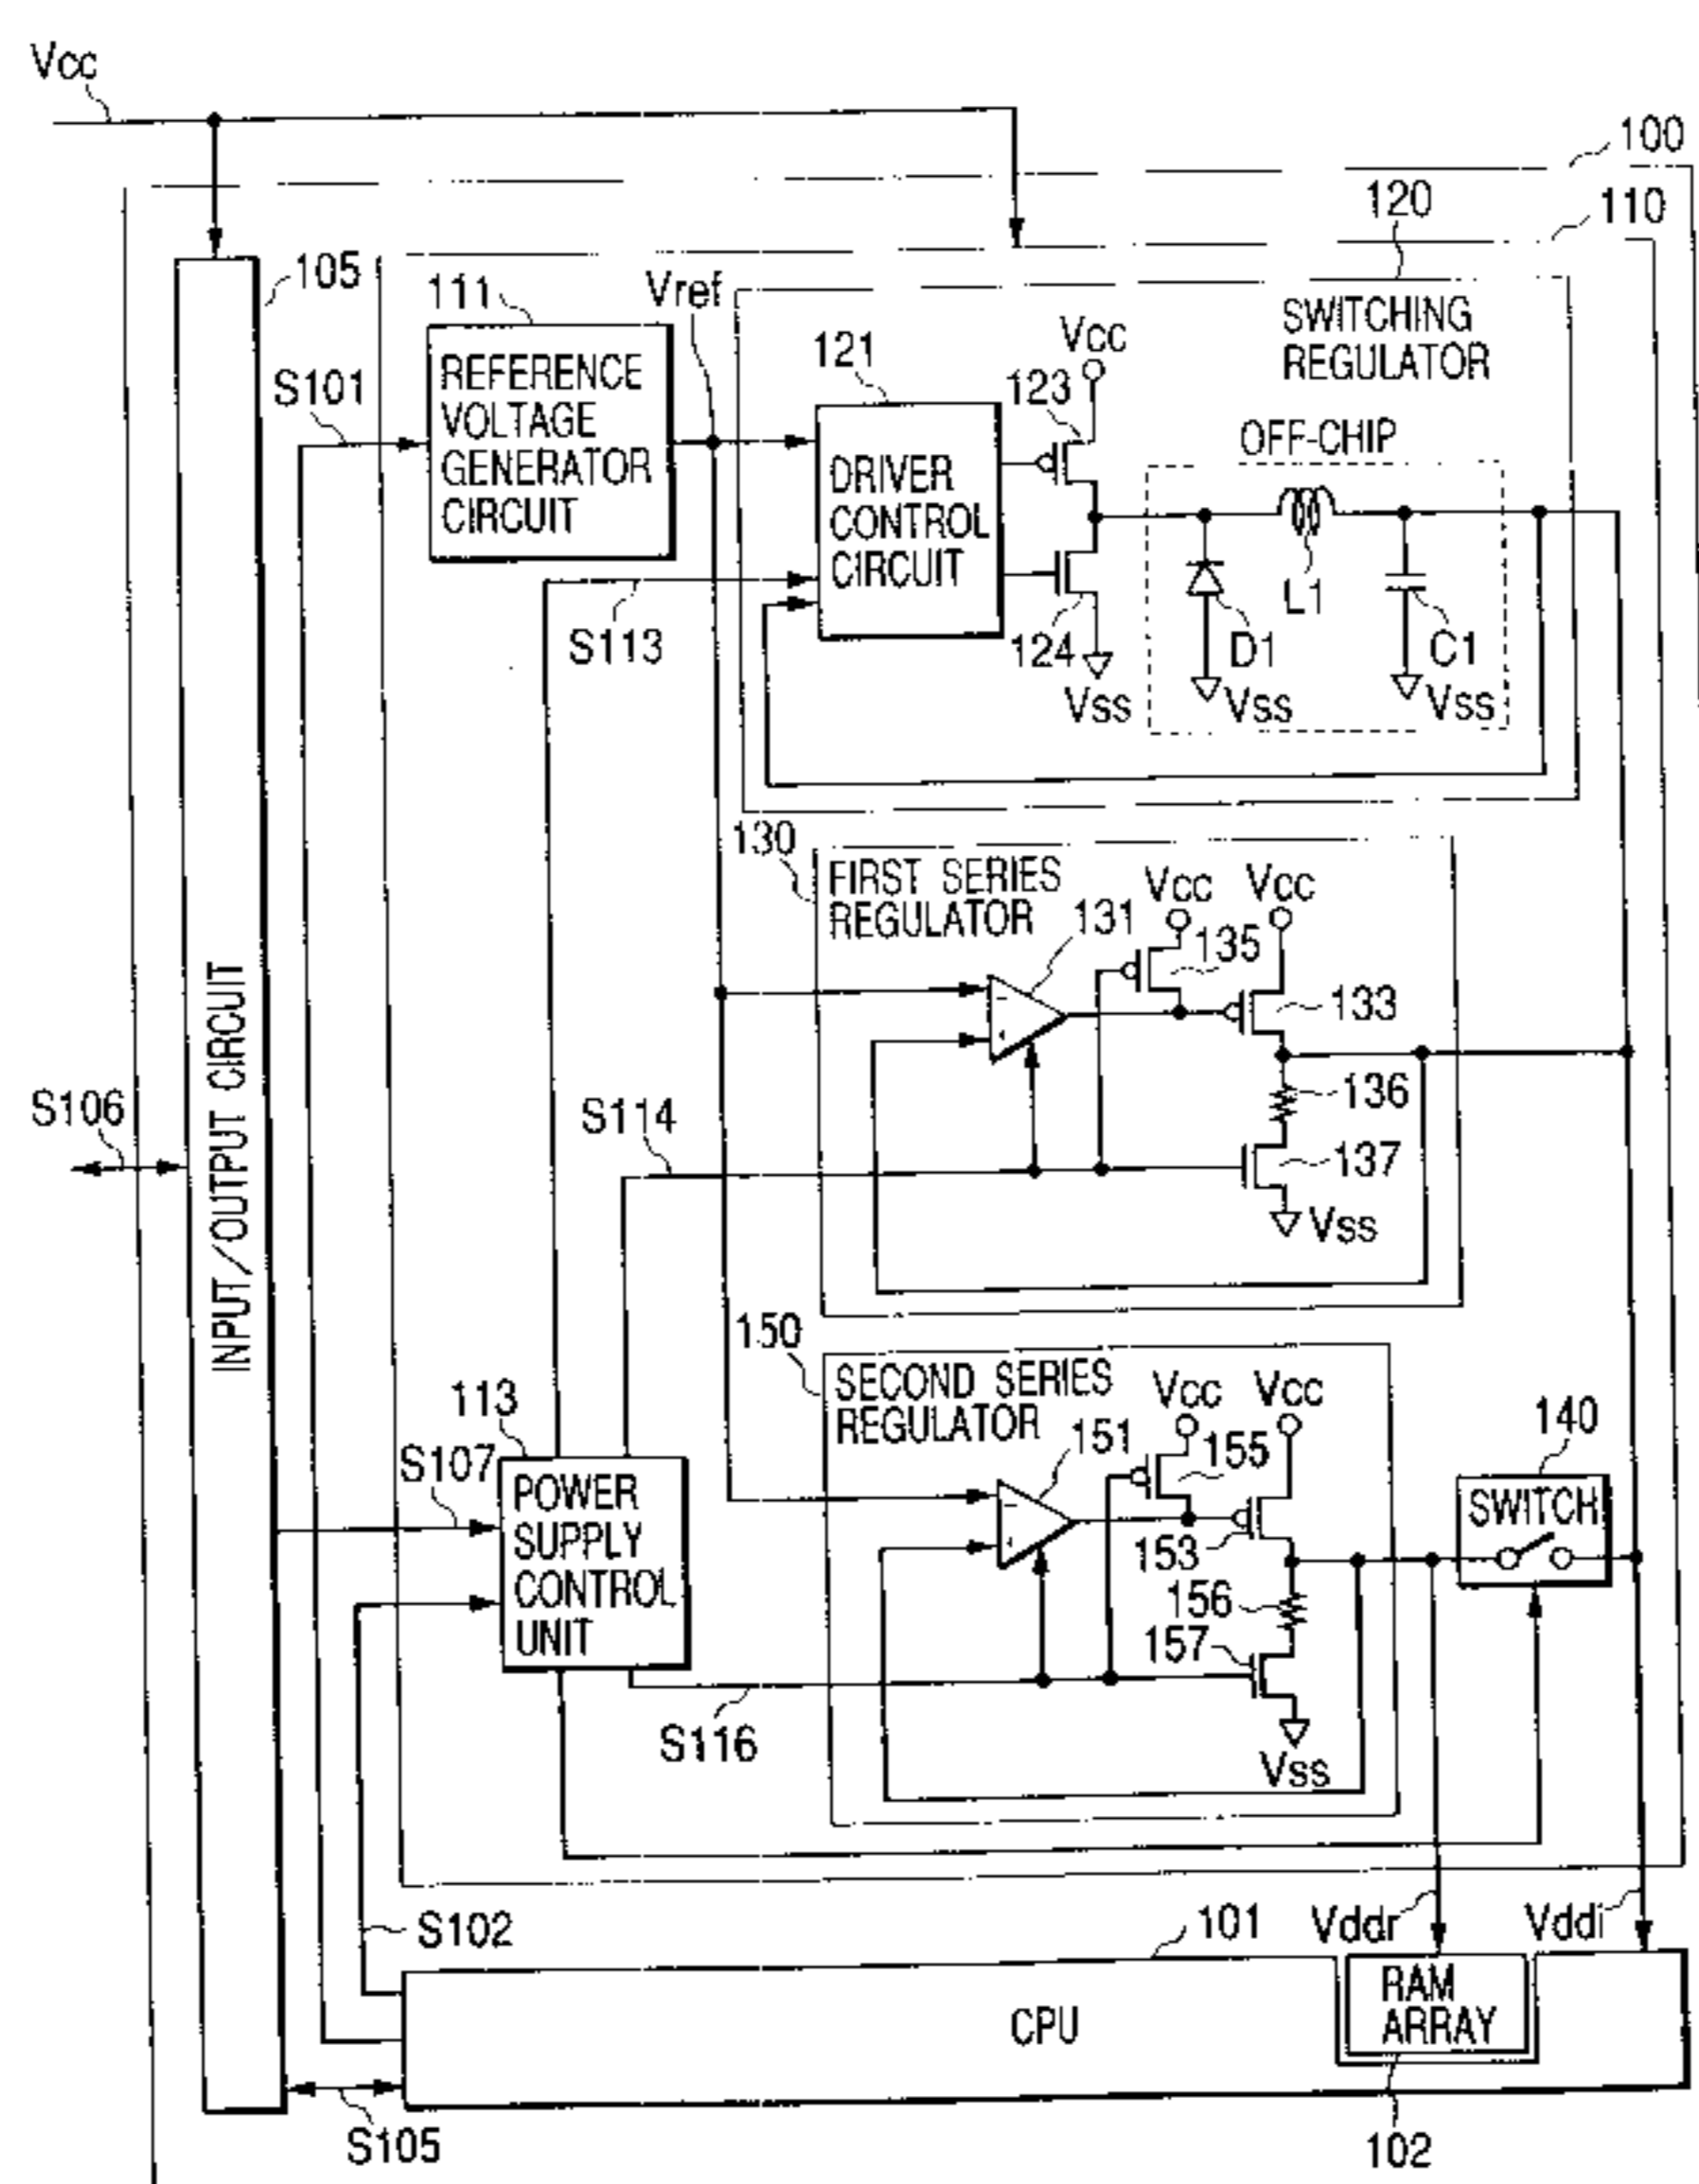 Vcc
100
120
110
105
111
Vref
SWITCHING
REGULATOR
Vcc
121
123
S101
REFERENCE
VOLTAGE
GENERATOR
CIRCUIT
OFF-CHIP
DRIVER
CONTROL
CIRCUIT
L1
S113
124
D1
C1
Vss
Vss
Vss
130
FIRST SERIES
REGULATOR
Vcc
Vcc
131
135
133
INPUT/OUTPUT CIRCUIT
136
S106
S114
137
Vss
150
SECOND SERIES
REGULATOR
Vcc
Vcc
113
151
155
140
S107
POWER
SUPPLY
CONTROL
UNIT
SWITCH
153
156
157
S116
Vss
S102
101
Vddr
Vddi
CPU
RAM
ARRAY
S105
102
-
+
-
+